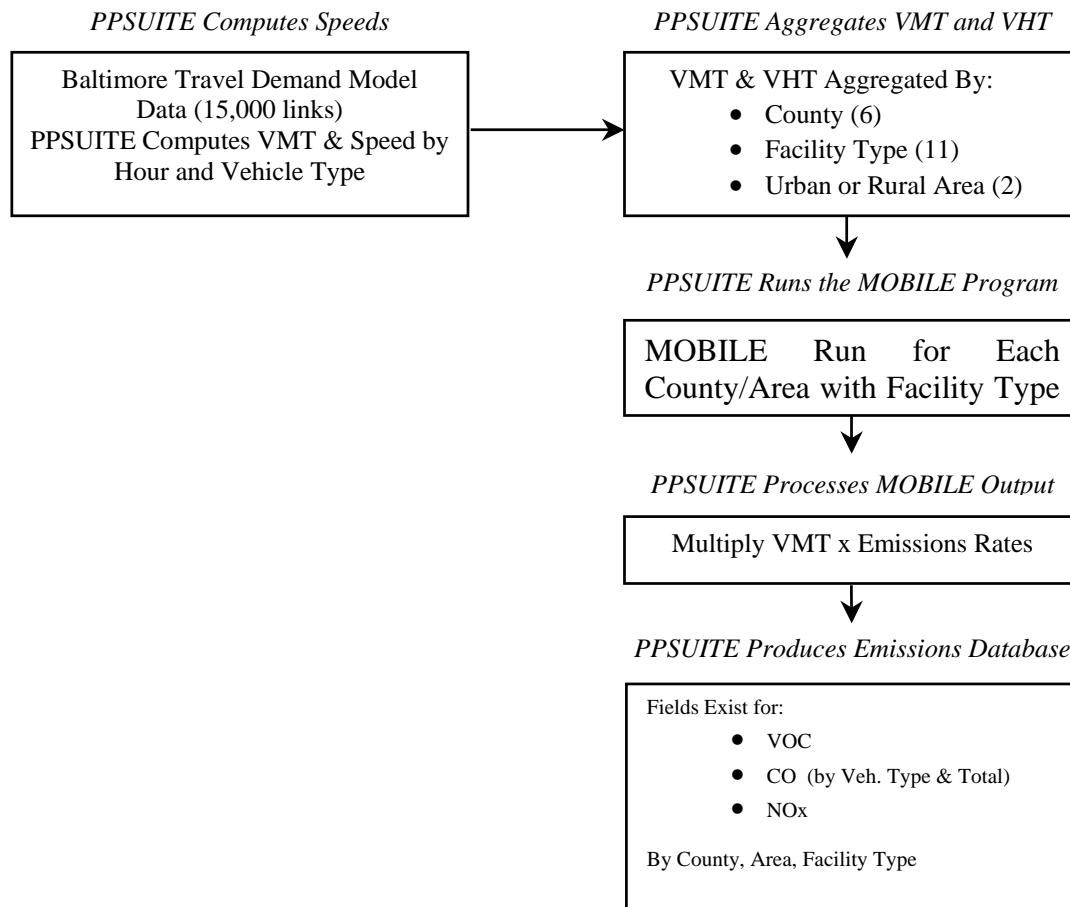 PPSUITE Computes Speeds
Baltimore Travel Demand Model
Data (15,000 links)
PPSUITE Computes VMT & Speed by
Hour and Vehicle Type
PPSUITE Aggregates VMT and VHT
VMT & VHT Aggregated By:
• County (6)
• Facility Type (11)
• Urban or Rural Area (2)
PPSUITE Runs the MOBILE Program
MOBILE Run for Each
County/Area with Facility Type
PPSUITE Processes MOBILE Output
Multiply VMT x Emissions Rates
PPSUITE Produces Emissions Database
Fields Exist for:
• VOC
• CO (by Veh. Type & Total)
• NOx
By County, Area, Facility Type